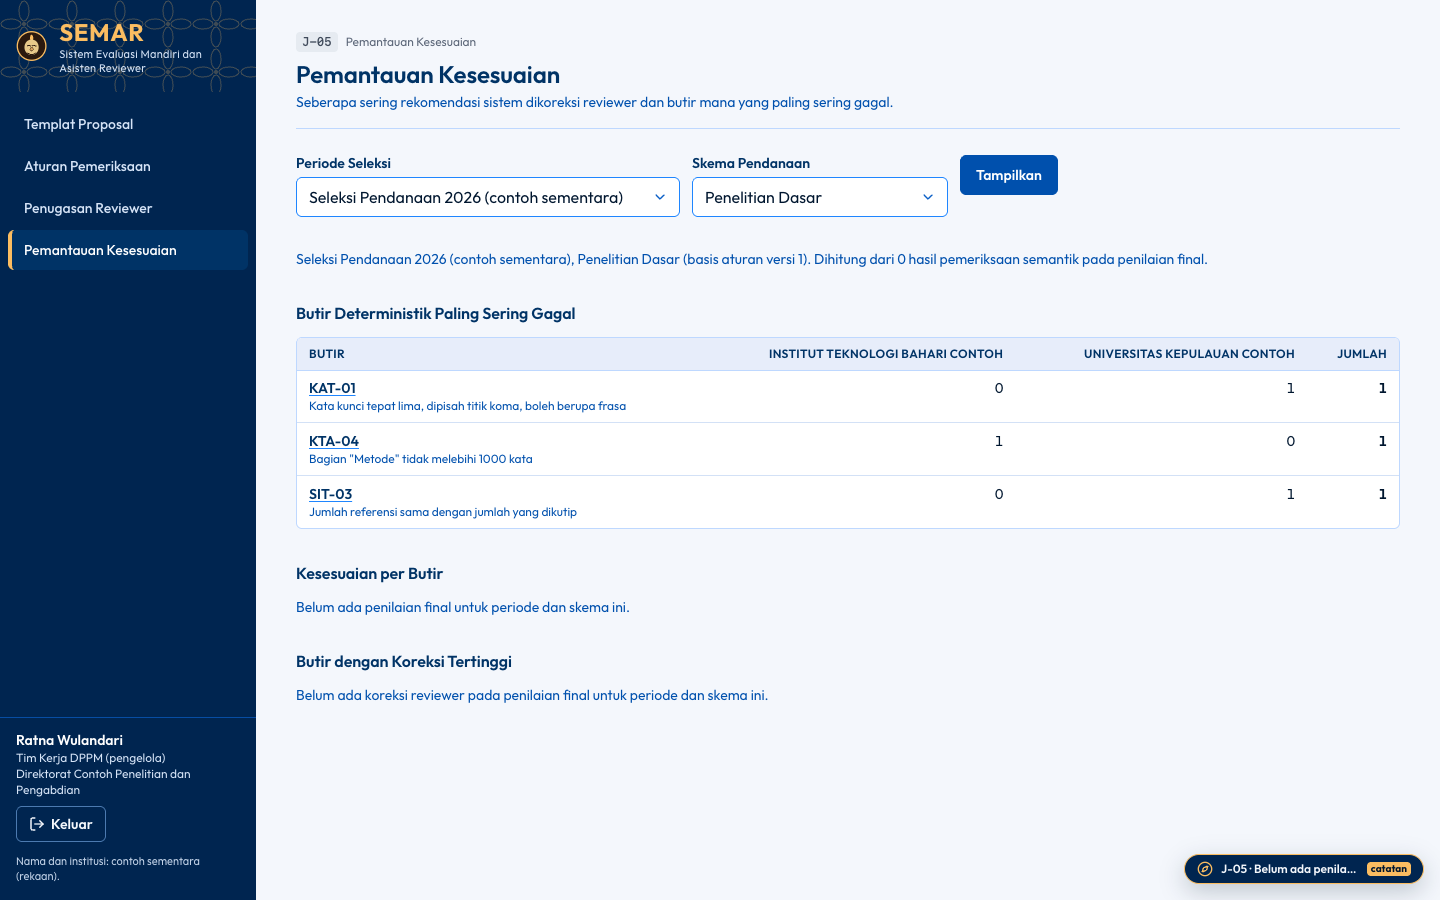 SEMAR
Sistem Evaluasi Mandiri dan
Asisten Reviewer
Templat Proposal
Aturan Pemeriksaan
Penugasan Reviewer
Pemantauan Kesesuaian
Ratna Wulandari
Tim Kerja DPPM (pengelola)
Direktorat Contoh Penelitian dan
Pengabdian
Keluar
Nama dan institusi: contoh sementara
(rekaan).
J-05 Pemantauan Kesesuaian
Pemantauan Kesesuaian
Seberapa sering rekomendasi sistem dikoreksi reviewer dan butir mana yang paling sering gagal.
Periode Seleksi Skema Pendanaan
Seleksi Pendanaan 2026 (contoh sementara) Penelitian Dasar Tampilkan
Seleksi Pendanaan 2026 (contoh sementara), Penelitian Dasar (basis aturan versi 1). Dihitung dari 0 hasil pemeriksaan semantik pada penilaian final.
Butir Deterministik Paling Sering Gagal
BUTIR INSTITUT TEKNOLOGI BAHARI CONTOH UNIVERSITAS KEPULAUAN CONTOH JUMLAH
KAT-01 0 1 1
Kata kunci tepat lima, dipisah titik koma, boleh berupa frasa
KTA-04 1 0 1
Bagian "Metode" tidak melebihi 1000 kata
SIT-03 0 1 1
Jumlah referensi sama dengan jumlah yang dikutip
Kesesuaian per Butir
Belum ada penilaian final untuk periode dan skema ini.
Butir dengan Koreksi Tertinggi
Belum ada koreksi reviewer pada penilaian final untuk periode dan skema ini.
J-05 · Belum ada penila... catatan